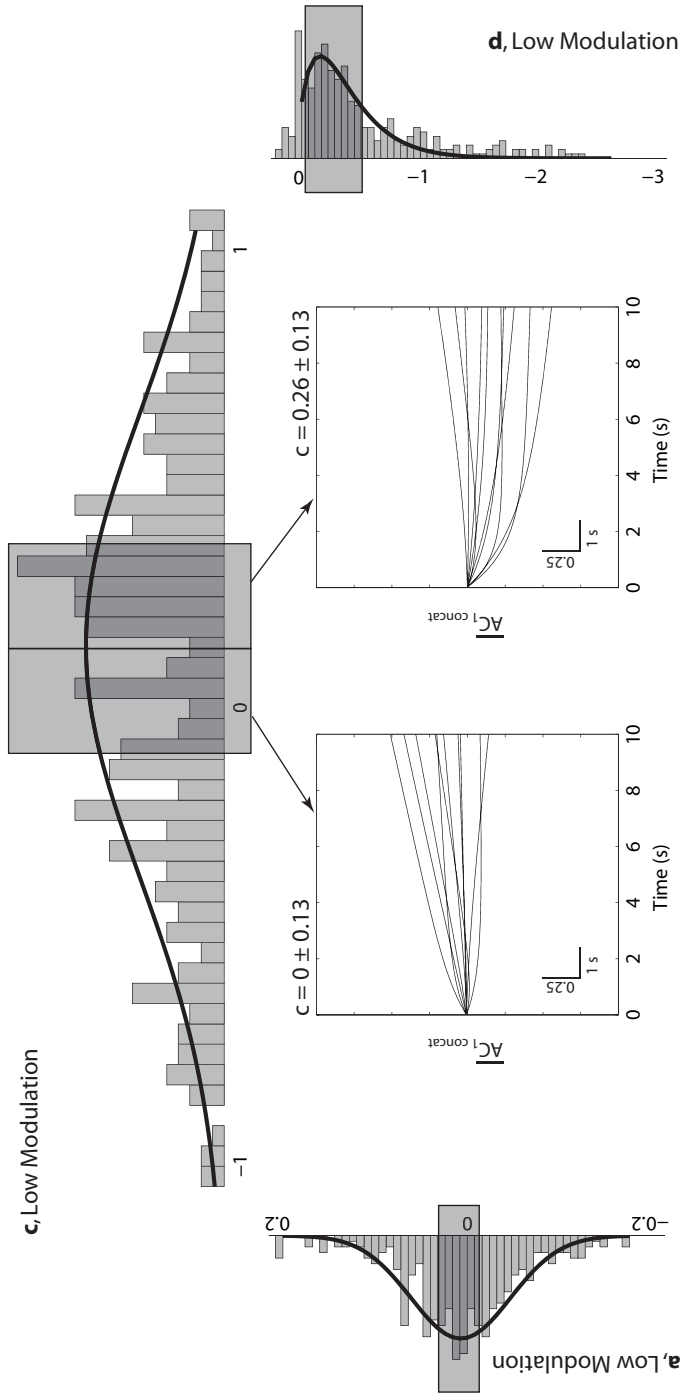 c, Low Modulation
−1
0
1
a, Low Modulation
0.2
0
−0.2
c = 0 ± 0.13
AC1 concat
0.25
1 s
0 2 4 6 8 10
Time (s)
c = 0.26 ± 0.13
AC1 concat
0.25
1 s
0 2 4 6 8 10
Time (s)
d, Low Modulation
0
−1
−2
−3